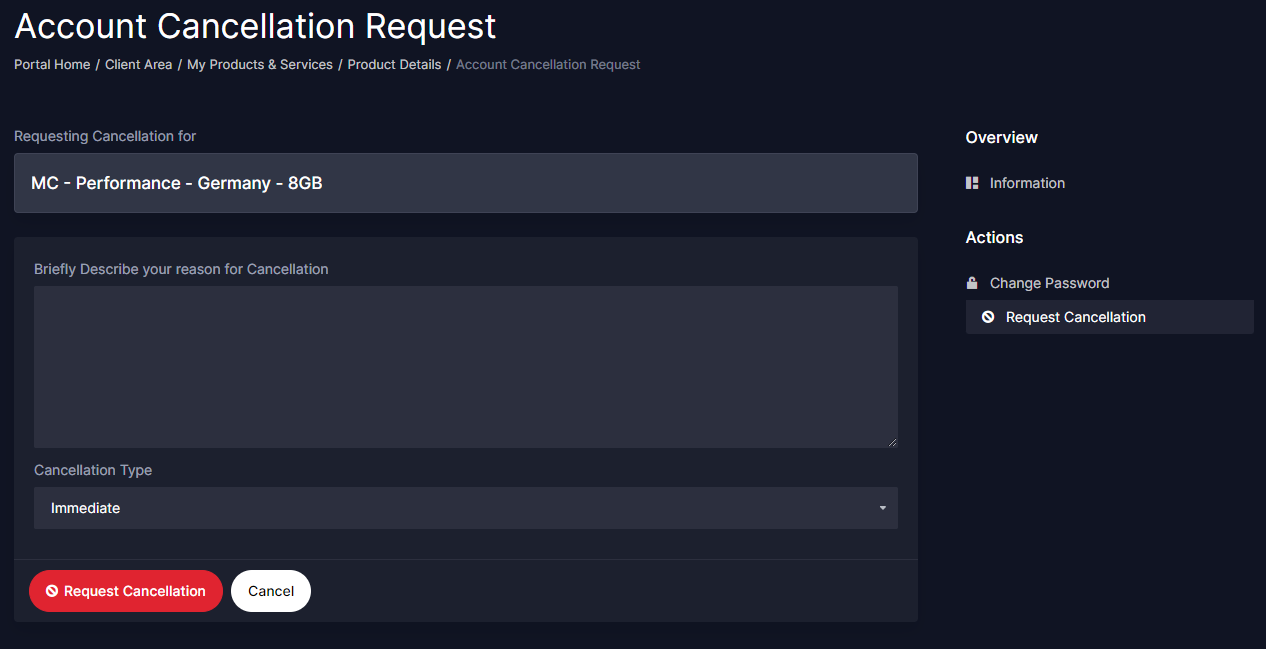 Account Cancellation Request
Portal Home / Client Area / My Products & Services / Product Details / Account Cancellation Request
Requesting Cancellation for
MC - Performance - Germany - 8GB
Briefly Describe your reason for Cancellation
Cancellation Type
Immediate
Request Cancellation Cancel
Overview
Information
Actions
Change Password
Request Cancellation